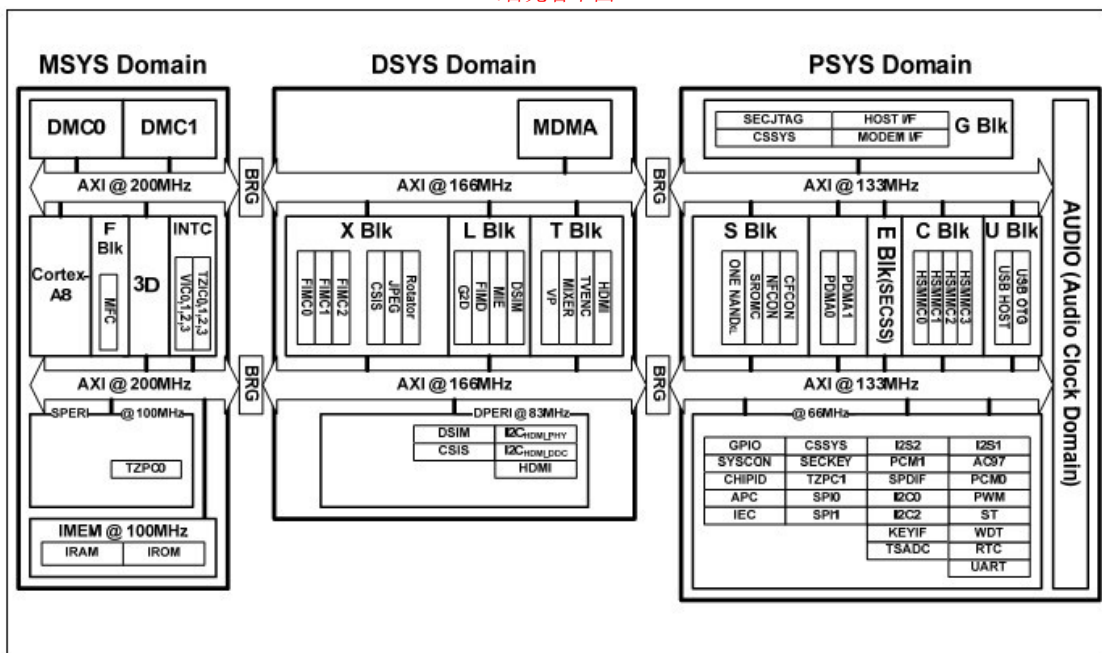 MSYS Domain
DSYS Domain
PSYS Domain
DMC0
DMC1
MDMA
SECJTAG
HOST I/F
CSSYS
MODEM I/F
G Blk
AXI @ 200MHz
BRG
AXI @ 166MHz
BRG
AXI @ 133MHz
AUDIO (Audio Clock Domain)
Cortex-
A8
F
Blk
MFC
3D
INTC
TZIC0,1,2,3
VIC0,1,2,3
X Blk
FIMC2
FIMC1
FIMC0
Rotator
JPEG
CSIS
L Blk
DSIM
MIE
FIMD
G2D
T Blk
HDMI
TVENC
MIXER
VP
S Blk
CFCON
NFCON
SROMC
ONE NANDXL
PDMA1
PDMA0
E Blk(SECSS)
C Blk
HSMMC3
HSMMC2
HSMMC1
HSMMC0
U Blk
USB OTG
USB HOST
AXI @ 200MHz
BRG
AXI @ 166MHz
BRG
AXI @ 133MHz
SPERI
@ 100MHz
TZPC0
IMEM @ 100MHz
IRAM
IROM
DPERI @ 83MHz
DSIM
I2CHDMI_PHY
CSIS
I2CHDMI_DDC
HDMI
@ 66MHz
GPIO
CSSYS
I2S2
I2S1
SYSCON
SECKEY
PCM1
AC97
CHIPID
TZPC1
SPDIF
PCM0
APC
SPI0
I2C0
PWM
IEC
SPI1
I2C2
ST
KEYIF
WDT
TSADC
RTC
UART